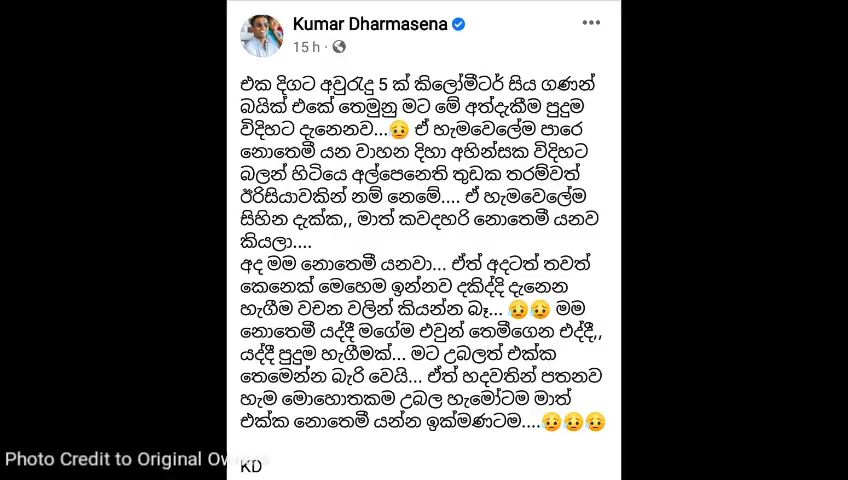 Kumar Dharmasena
15 h ·
එක දිගට අවුරැදු 5 ක් කිලෝමීටර් සිය ගණන්
බයික් එකේ තෙමුනු මට මේ අත්දැකීම පුදුම
විදිහට දැනෙනව...😥 ඒ හැමවෙලේම පාරෙ
නොතෙමී යන වාහන දිහා අහින්සක විදිහට
බලන් හිටියෙ අල්පෙනෙති තුඩක තරම්වත්
ඊරිසියාවකින් නම් නෙමේ.... ඒ හැමවෙලේම
සිහින දැක්ක,, මාත් කවදහරි නොතෙමී යනව
කියලා....
අද මම නොතෙමී යනවා... ඒත් අදටත් තවත්
කෙනෙක් මෙහෙම ඉන්නව දකිද්දි දැනෙන
හැගීම වචන වලින් කියන්න බෑ... 😥😥 මම
නොතෙමී යද්දී මගේම එවුන් තෙමීගෙන එද්දී,,
යද්දී පුදුම හැගීමක්... මට උබලත් එක්ක
තෙමෙන්න බැරි වෙයි... ඒත් හදවතින් පතනව
හැම මොහොතකම උබල හැමෝටම මාත්
එක්ක නොතෙමී යන්න ඉක්මණටම....😥😥😥
KD
Photo Credit to Original